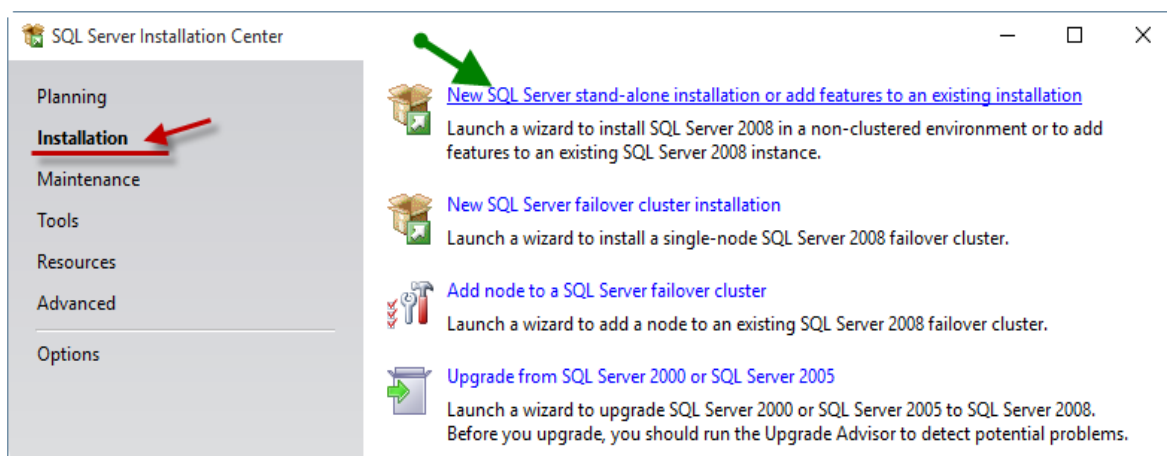 SQL Server Installation Center
Planning
Installation
Maintenance
Tools
Resources
Advanced
Options
New SQL Server stand-alone installation or add features to an existing installation
Launch a wizard to install SQL Server 2008 in a non-clustered environment or to add
features to an existing SQL Server 2008 instance.
New SQL Server failover cluster installation
Launch a wizard to install a single-node SQL Server 2008 failover cluster.
Add node to a SQL Server failover cluster
Launch a wizard to add a node to an existing SQL Server 2008 failover cluster.
Upgrade from SQL Server 2000 or SQL Server 2005
Launch a wizard to upgrade SQL Server 2000 or SQL Server 2005 to SQL Server 2008.
Before you upgrade, you should run the Upgrade Advisor to detect potential problems.